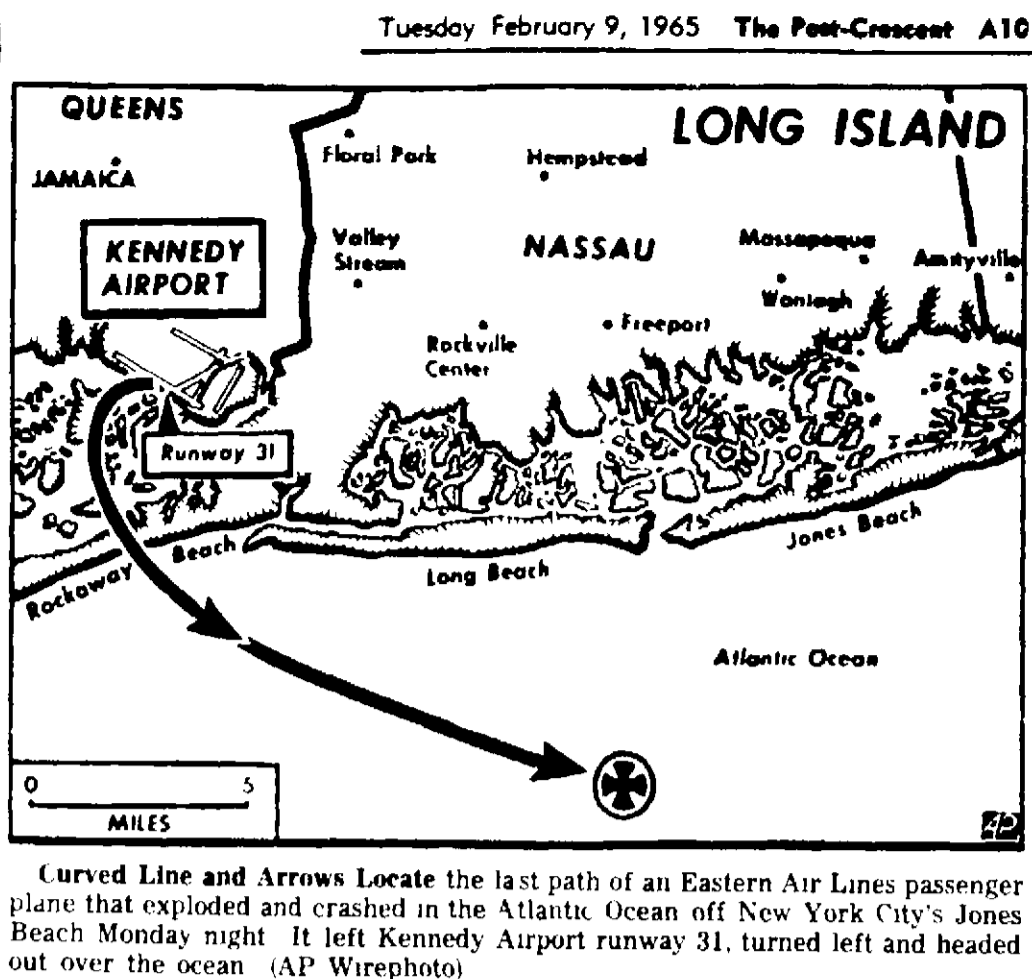 Tuesday February 9, 1965 The Post-Crescent A10
QUEENS
LONG ISLAND
Floral Park
Hempstead
JAMAICA
KENNEDY
AIRPORT
Valley
Stream
NASSAU
Massapequa
Amityville
Wantagh
Rockville
Center
Freeport
Runway 31
Rockaway Beach
Long Beach
Jones Beach
Atlantic Ocean
0 5
MILES
AP
Curved Line and Arrows Locate the last path of an Eastern Air Lines passenger
plane that exploded and crashed in the Atlantic Ocean off New York City's Jones
Beach Monday night It left Kennedy Airport runway 31, turned left and headed
out over the ocean (AP Wirephoto)